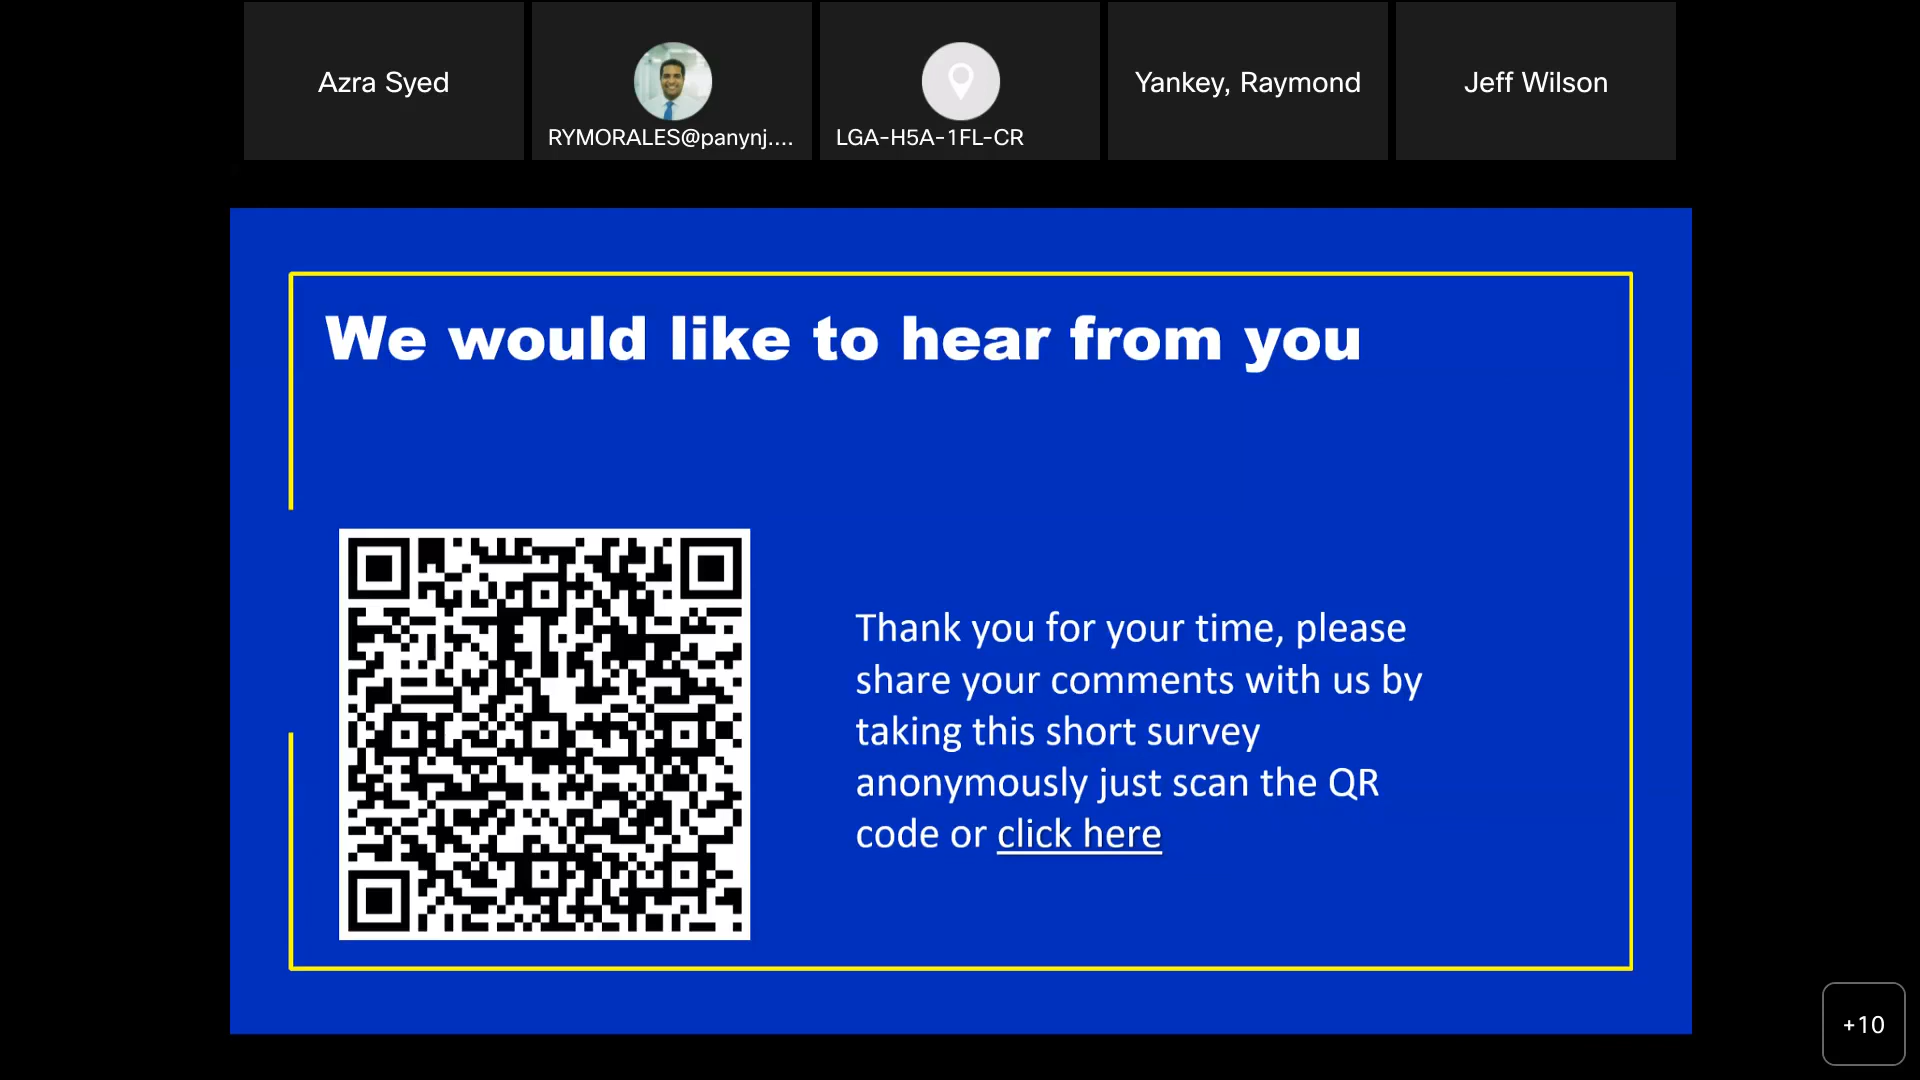 Azra Syed
RYMORALES@panynj....
LGA-H5A-1FL-CR
Yankey, Raymond
Jeff Wilson
We would like to hear from you
Thank you for your time, please
share your comments with us by
taking this short survey
anonymously just scan the QR
code or click here
+10